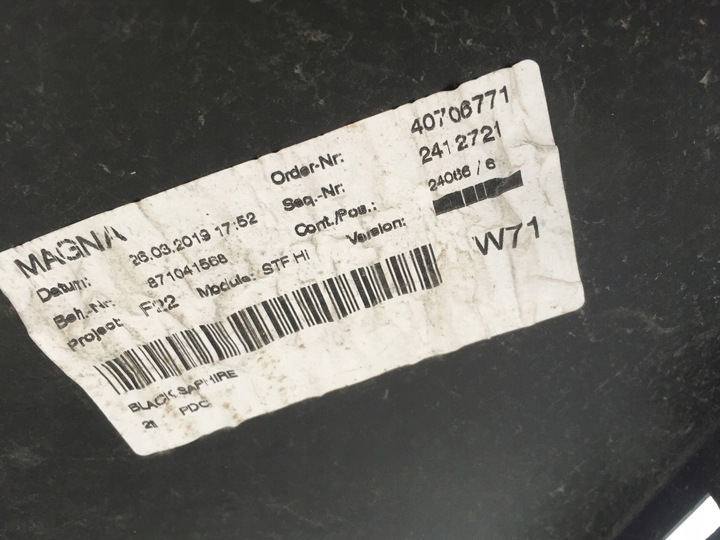 MAGNA
Datum: 26.03.2019 17:52 Order-Nr: 40706771
Beh.-Nr: 871041568 Seq.-Nr: 2412721
Project: F22 Module: STF Hi Cont./Pos.: 24066 / 6
Version:
W71
BLACK SAPHIRE
21 PDC